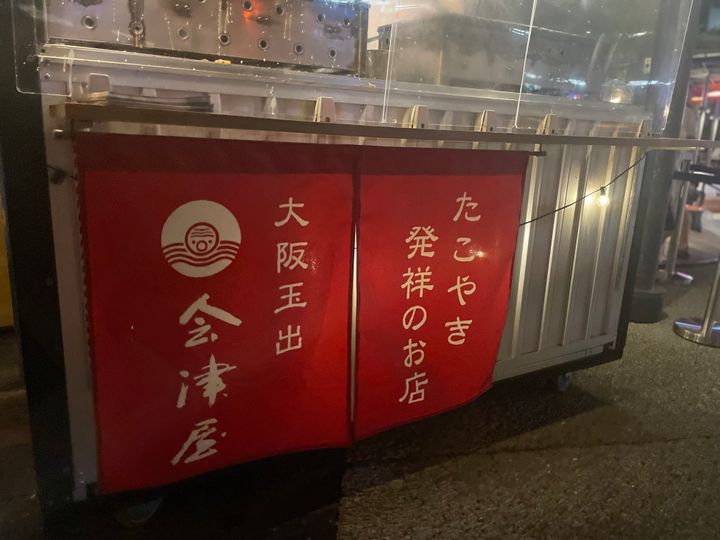 たこやき
発祥のお店
大阪玉出
会津屋